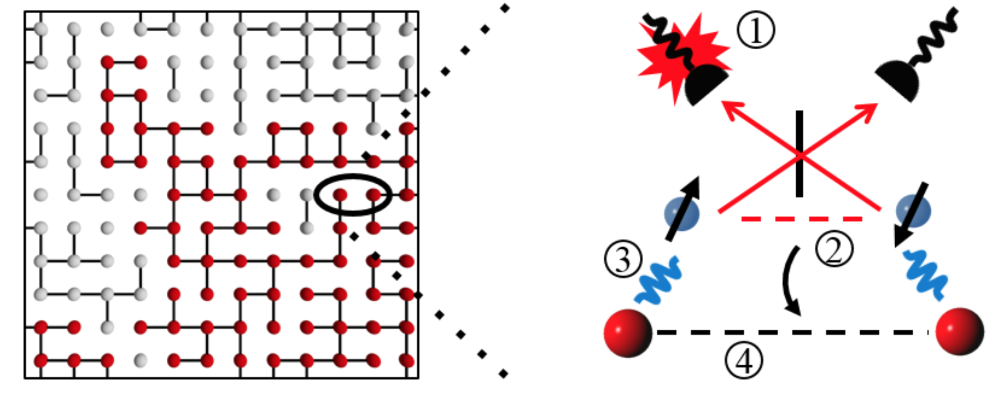 ①
②
③
④